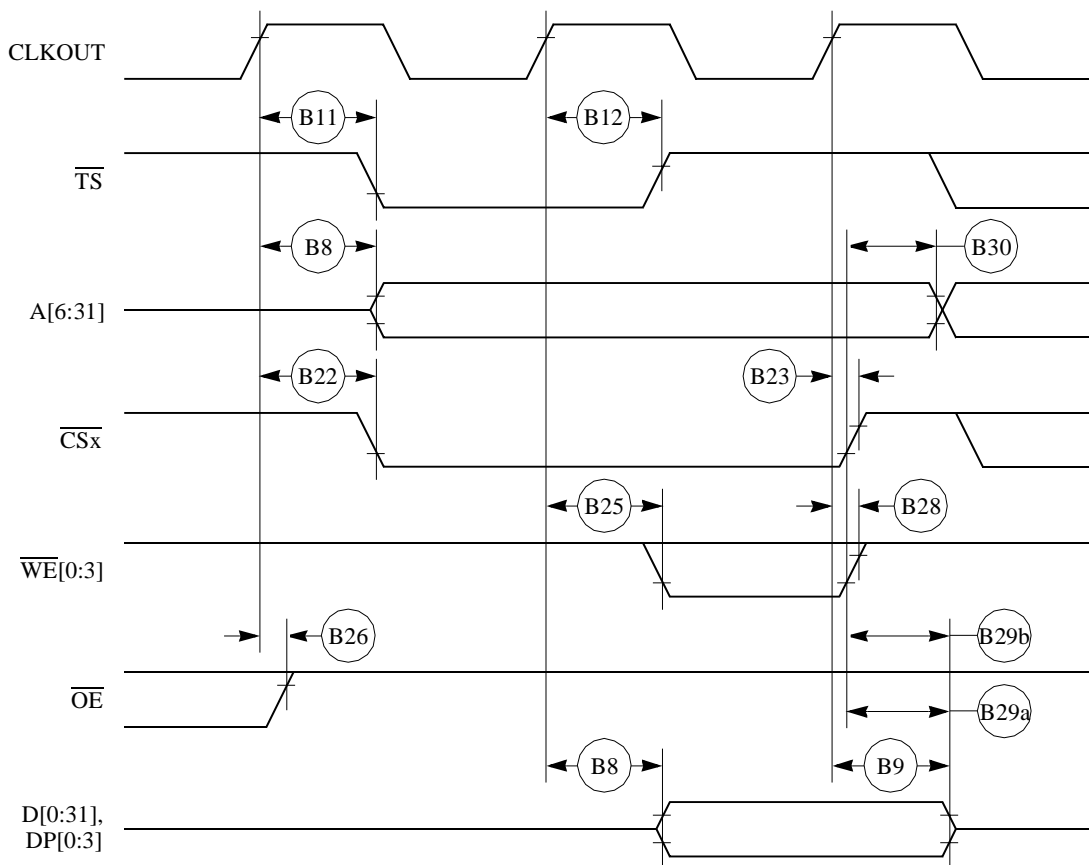 CLKOUT
B11
B12
TS
B8
B30
A[6:31]
B22
B23
CSx
B25
B28
WE[0:3]
B26
B29b
OE
B29a
B8
B9
D[0:31],
DP[0:3]